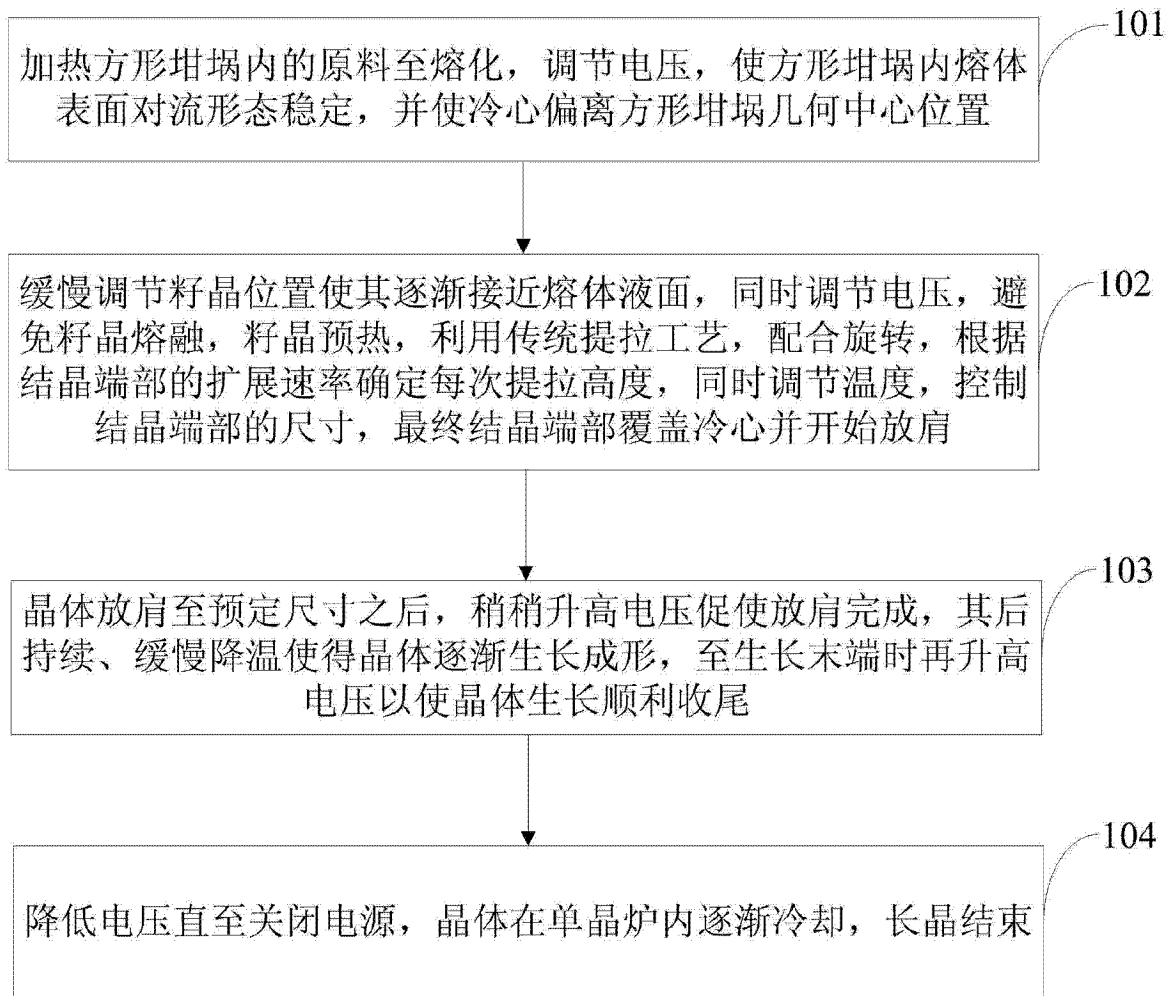 101
加热方形坩埚内的原料至熔化，调节电压，使方形坩埚内熔体
表面对流形态稳定，并使冷心偏离方形坩埚几何中心位置
102
缓慢调节籽晶位置使其逐渐接近熔体液面，同时调节电压，避
免籽晶熔融，籽晶预热，利用传统提拉工艺，配合旋转，根据
结晶端部的扩展速率确定每次提拉高度，同时调节温度，控制
结晶端部的尺寸，最终结晶端部覆盖冷心并开始放肩
103
晶体放肩至预定尺寸之后，稍稍升高电压促使放肩完成，其后
持续、缓慢降温使得晶体逐渐生长成形，至生长末端时再升高
电压以使晶体生长顺利收尾
104
降低电压直至关闭电源，晶体在单晶炉内逐渐冷却，长晶结束